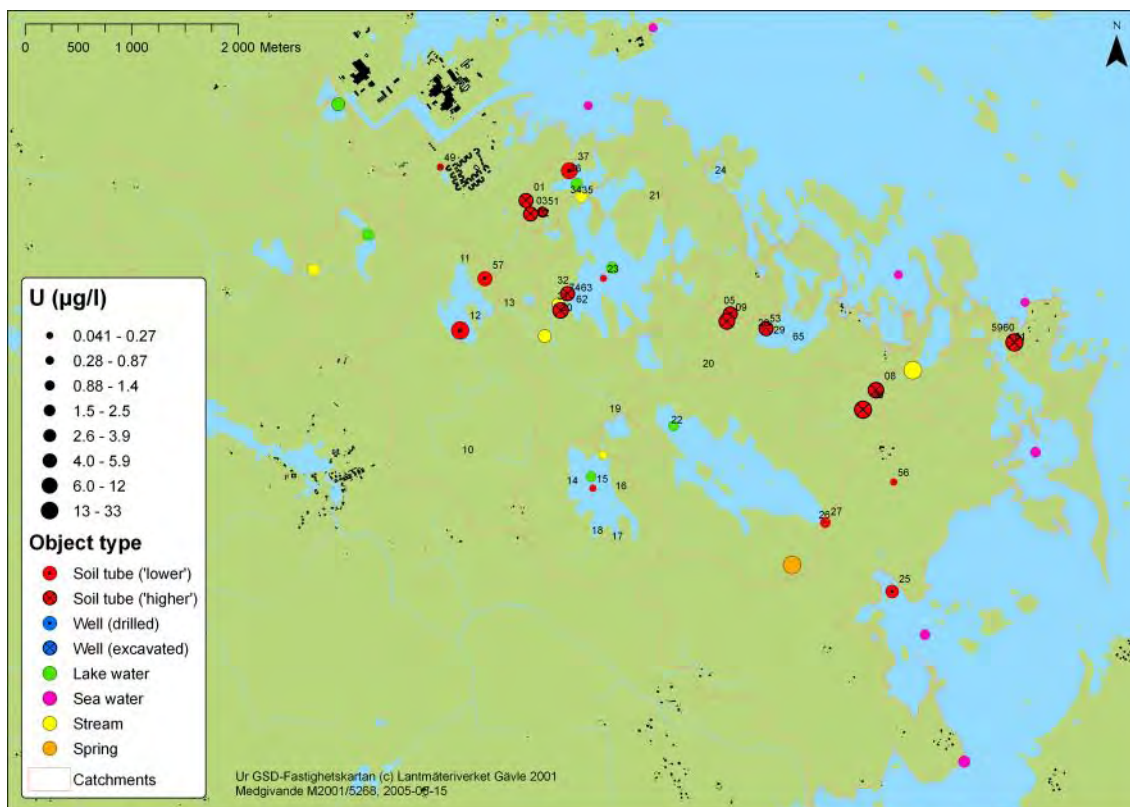 N
0 500 1 000 2 000 Meters
37
49
3435
24
21
01
0351
11
57
23
32
62
13
12
05
09
53
29
65
5960
20
08
19
22
10
14
15
16
56
18
17
26
27
25
U (µg/l)
0.041 - 0.27
0.28 - 0.87
0.88 - 1.4
1.5 - 2.5
2.6 - 3.9
4.0 - 5.9
6.0 - 12
13 - 33
Object type
Soil tube ('lower')
Soil tube ('higher')
Well (drilled)
Well (excavated)
Lake water
Sea water
Stream
Spring
Catchments
Ur GSD-Fastighetskartan (c) Lantmäteriverket Gävle 2001
Medgivande M2001/5268,